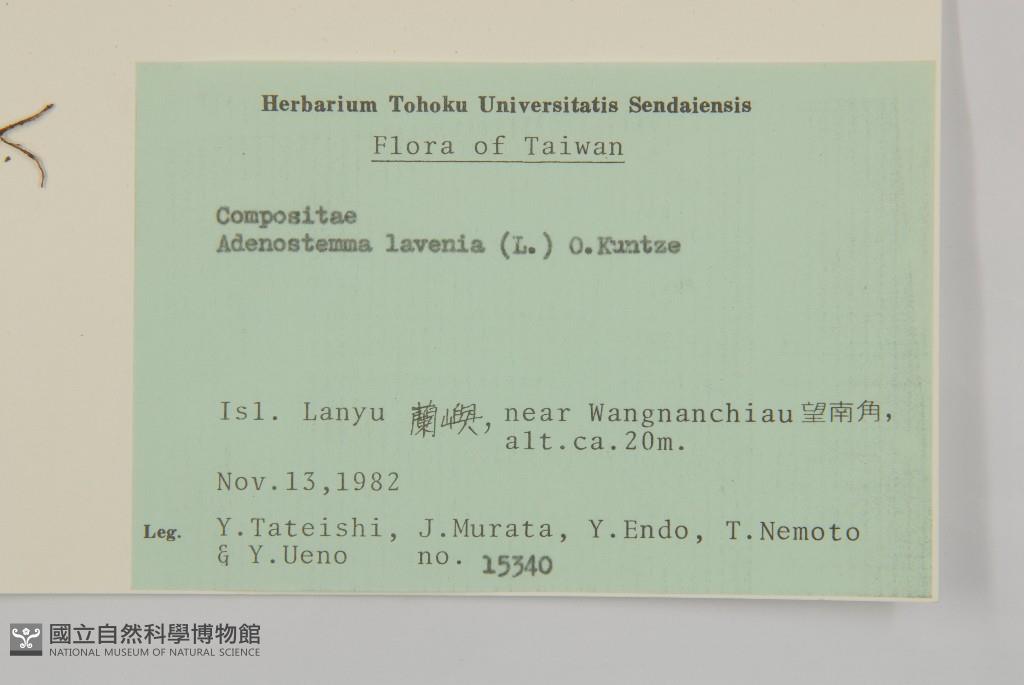 Herbarium Tohoku Universitatis Sendaiensis
Flora of Taiwan
Compositae
Adenostemma lavenia (L.) O.Kuntze
Isl. Lanyu 蘭嶼, near Wangnanchiau 望南角,
alt.ca.20m.
Nov.13,1982
Leg. Y.Tateishi, J.Murata, Y.Endo, T.Nemoto
& Y.Ueno no. 15340
國立自然科學博物館
NATIONAL MUSEUM OF NATURAL SCIENCE